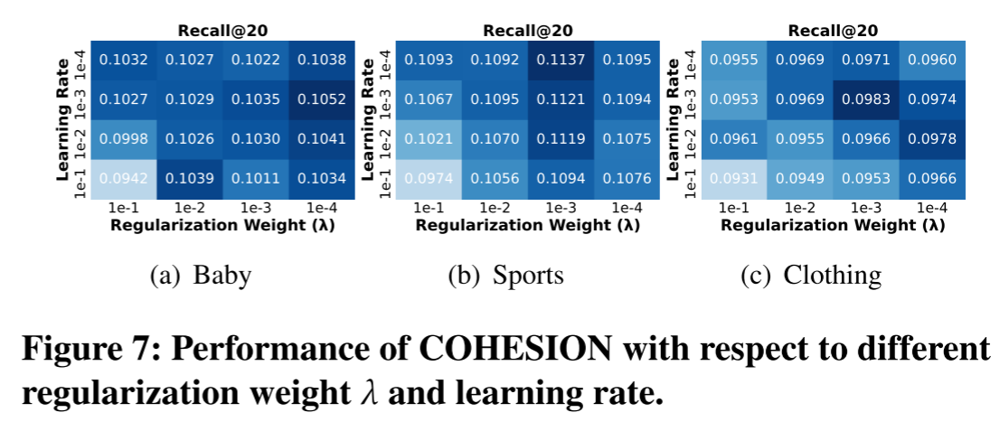 Recall@20 Recall@20 Recall@20
Learning Rate 1e-4 0.1032 0.1027 0.1022 0.1038 1e-4 0.1093 0.1092 0.1137 0.1095 Learning Rate 1e-4 0.0955 0.0969 0.0971 0.0960
1e-3 0.1027 0.1029 0.1035 0.1052 Learning Rate 1e-3 0.1067 0.1095 0.1121 0.1094 1e-3 0.0953 0.0969 0.0983 0.0974
1e-2 0.0998 0.1026 0.1030 0.1041 1e-2 0.1021 0.1070 0.1119 0.1075 1e-2 0.0961 0.0955 0.0966 0.0978
1e-1 0.0942 0.1039 0.1011 0.1034 1e-1 0.0974 0.1056 0.1094 0.1076 1e-1 0.0931 0.0949 0.0953 0.0966
1e-1 1e-2 1e-3 1e-4 1e-1 1e-2 1e-3 1e-4 1e-1 1e-2 1e-3 1e-4
Regularization Weight (λ) Regularization Weight (λ) Regularization Weight (λ)
(a) Baby (b) Sports (c) Clothing
Figure 7: Performance of COHESION with respect to different
regularization weight λ and learning rate.